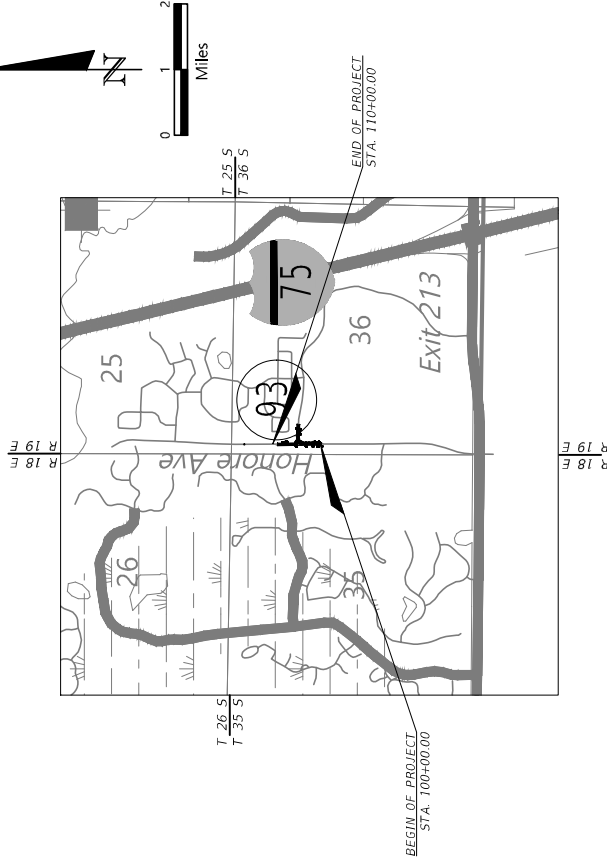 N
0 1 2
Miles
END OF PROJECT
STA. 110+00.00
T 25 S
T 36 S
75
36
Exit 213
25
93
R 19 E
R 18 E
R 19 E
R 18 E
Honore Ave
26
35
T 26 S
T 35 S
BEGIN OF PROJECT
STA. 100+00.00